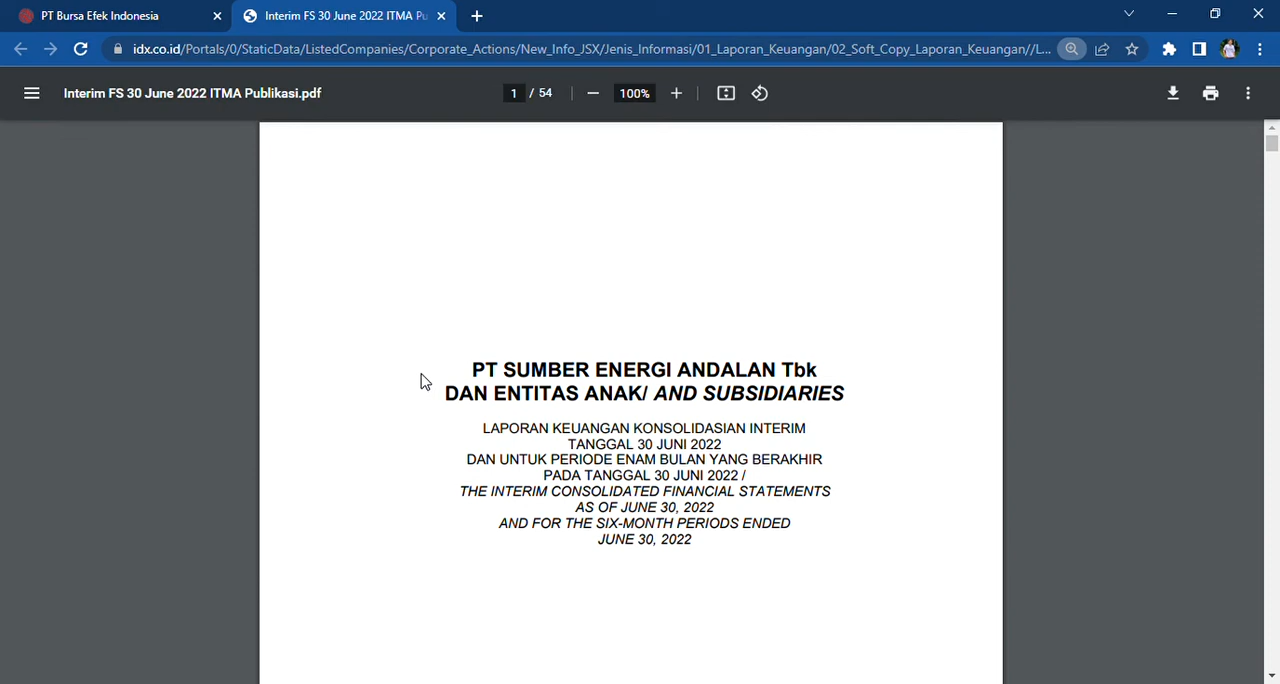 PT Bursa Efek Indonesia
Interim FS 30 June 2022 ITMA Pu
idx.co.id/Portals/0/StaticData/ListedCompanies/Corporate_Actions/New_Info_JSX/Jenis_Informasi/01_Laporan_Keuangan/02_Soft_Copy_Laporan_Keuangan//L...
Interim FS 30 June 2022 ITMA Publikasi.pdf
1 / 54
100%
PT SUMBER ENERGI ANDALAN Tbk
DAN ENTITAS ANAK/ AND SUBSIDIARIES
LAPORAN KEUANGAN KONSOLIDASIAN INTERIM
TANGGAL 30 JUNI 2022
DAN UNTUK PERIODE ENAM BULAN YANG BERAKHIR
PADA TANGGAL 30 JUNI 2022 /
THE INTERIM CONSOLIDATED FINANCIAL STATEMENTS
AS OF JUNE 30, 2022
AND FOR THE SIX-MONTH PERIODS ENDED
JUNE 30, 2022